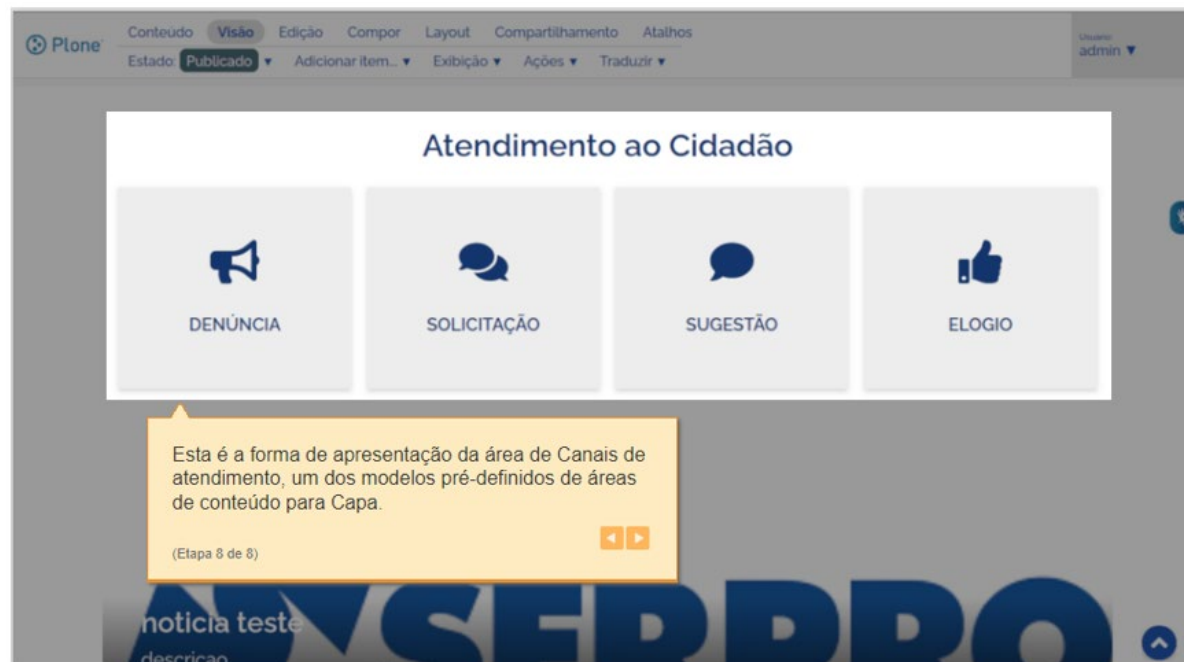 Plone
Conteúdo Visão Edição Compor Layout Compartilhamento Atalhos
Estado: Publicado ▼ Adicionar item... ▼ Exibição ▼ Ações ▼ Traduzir ▼
Usuário:
admin ▼
Atendimento ao Cidadão
DENÚNCIA
SOLICITAÇÃO
SUGESTÃO
ELOGIO
Esta é a forma de apresentação da área de Canais de
atendimento, um dos modelos pré-definidos de áreas
de conteúdo para Capa.
(Etapa 8 de 8)
SERPRO
noticia teste
descricao